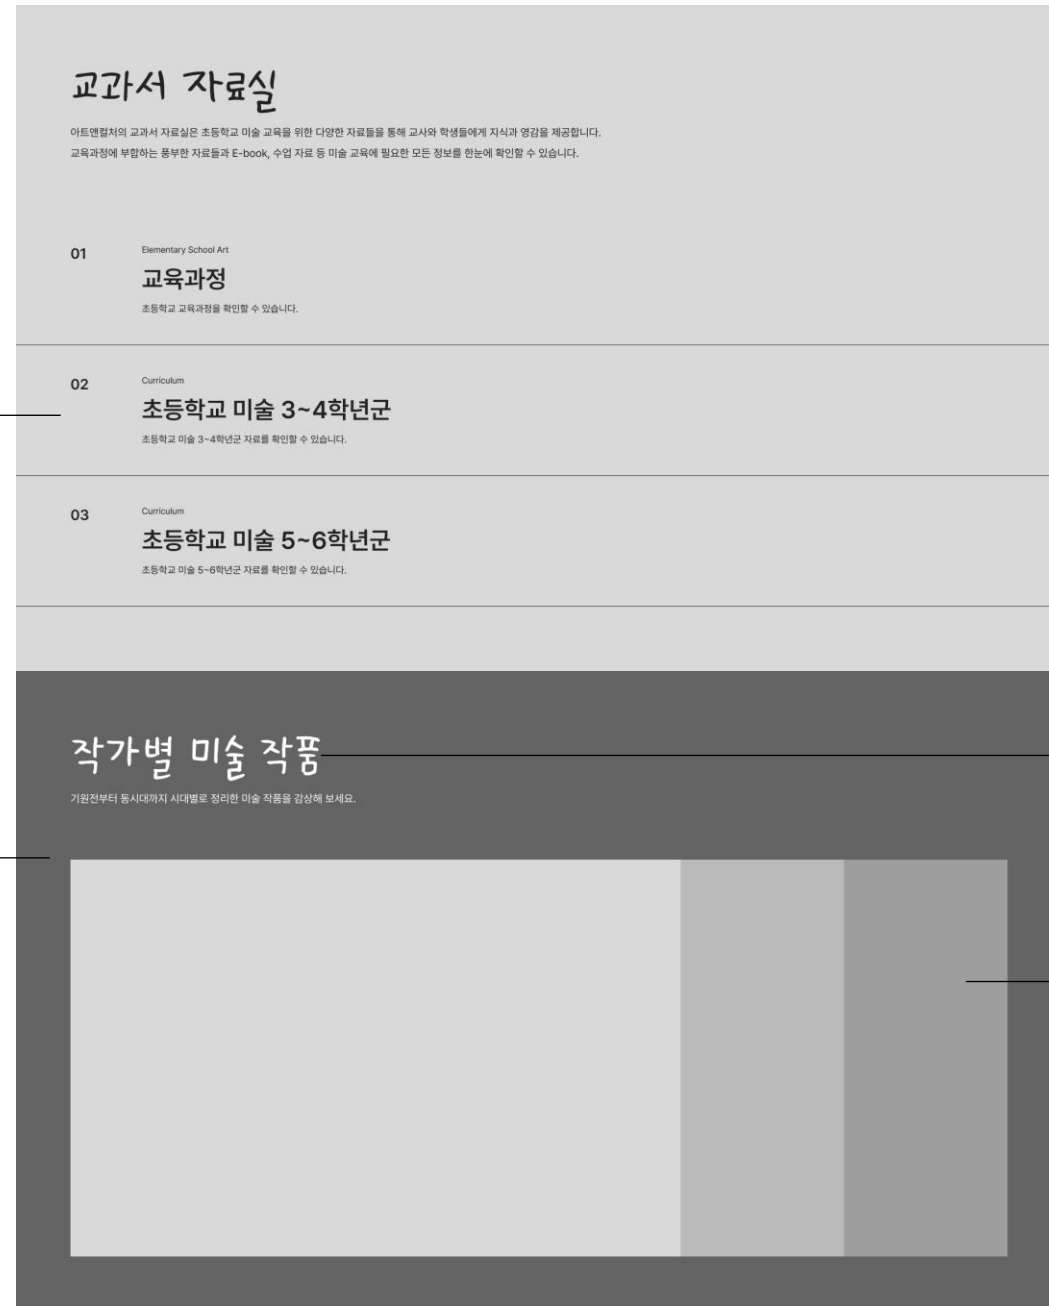 교과서 자료실
아트앤컬처의 교과서 자료실은 초등학교 미술 교육을 위한 다양한 자료들을 통해 교사와 학생들에게 지식과 영감을 제공합니다.
교육과정에 부합하는 풍부한 자료들과 E-book, 수업 자료 등 미술 교육에 필요한 모든 정보를 한눈에 확인할 수 있습니다.
01
Elementary School Art
교육과정
초등학교 교육과정을 확인할 수 있습니다.
02
Curriculum
초등학교 미술 3~4학년군
초등학교 미술 3~4학년군 자료를 확인할 수 있습니다.
03
Curriculum
초등학교 미술 5~6학년군
초등학교 미술 5~6학년군 자료를 확인할 수 있습니다.
작가별 미술 작품
기원전부터 동시대까지 시대별로 정리한 미술 작품을 감상해 보세요.